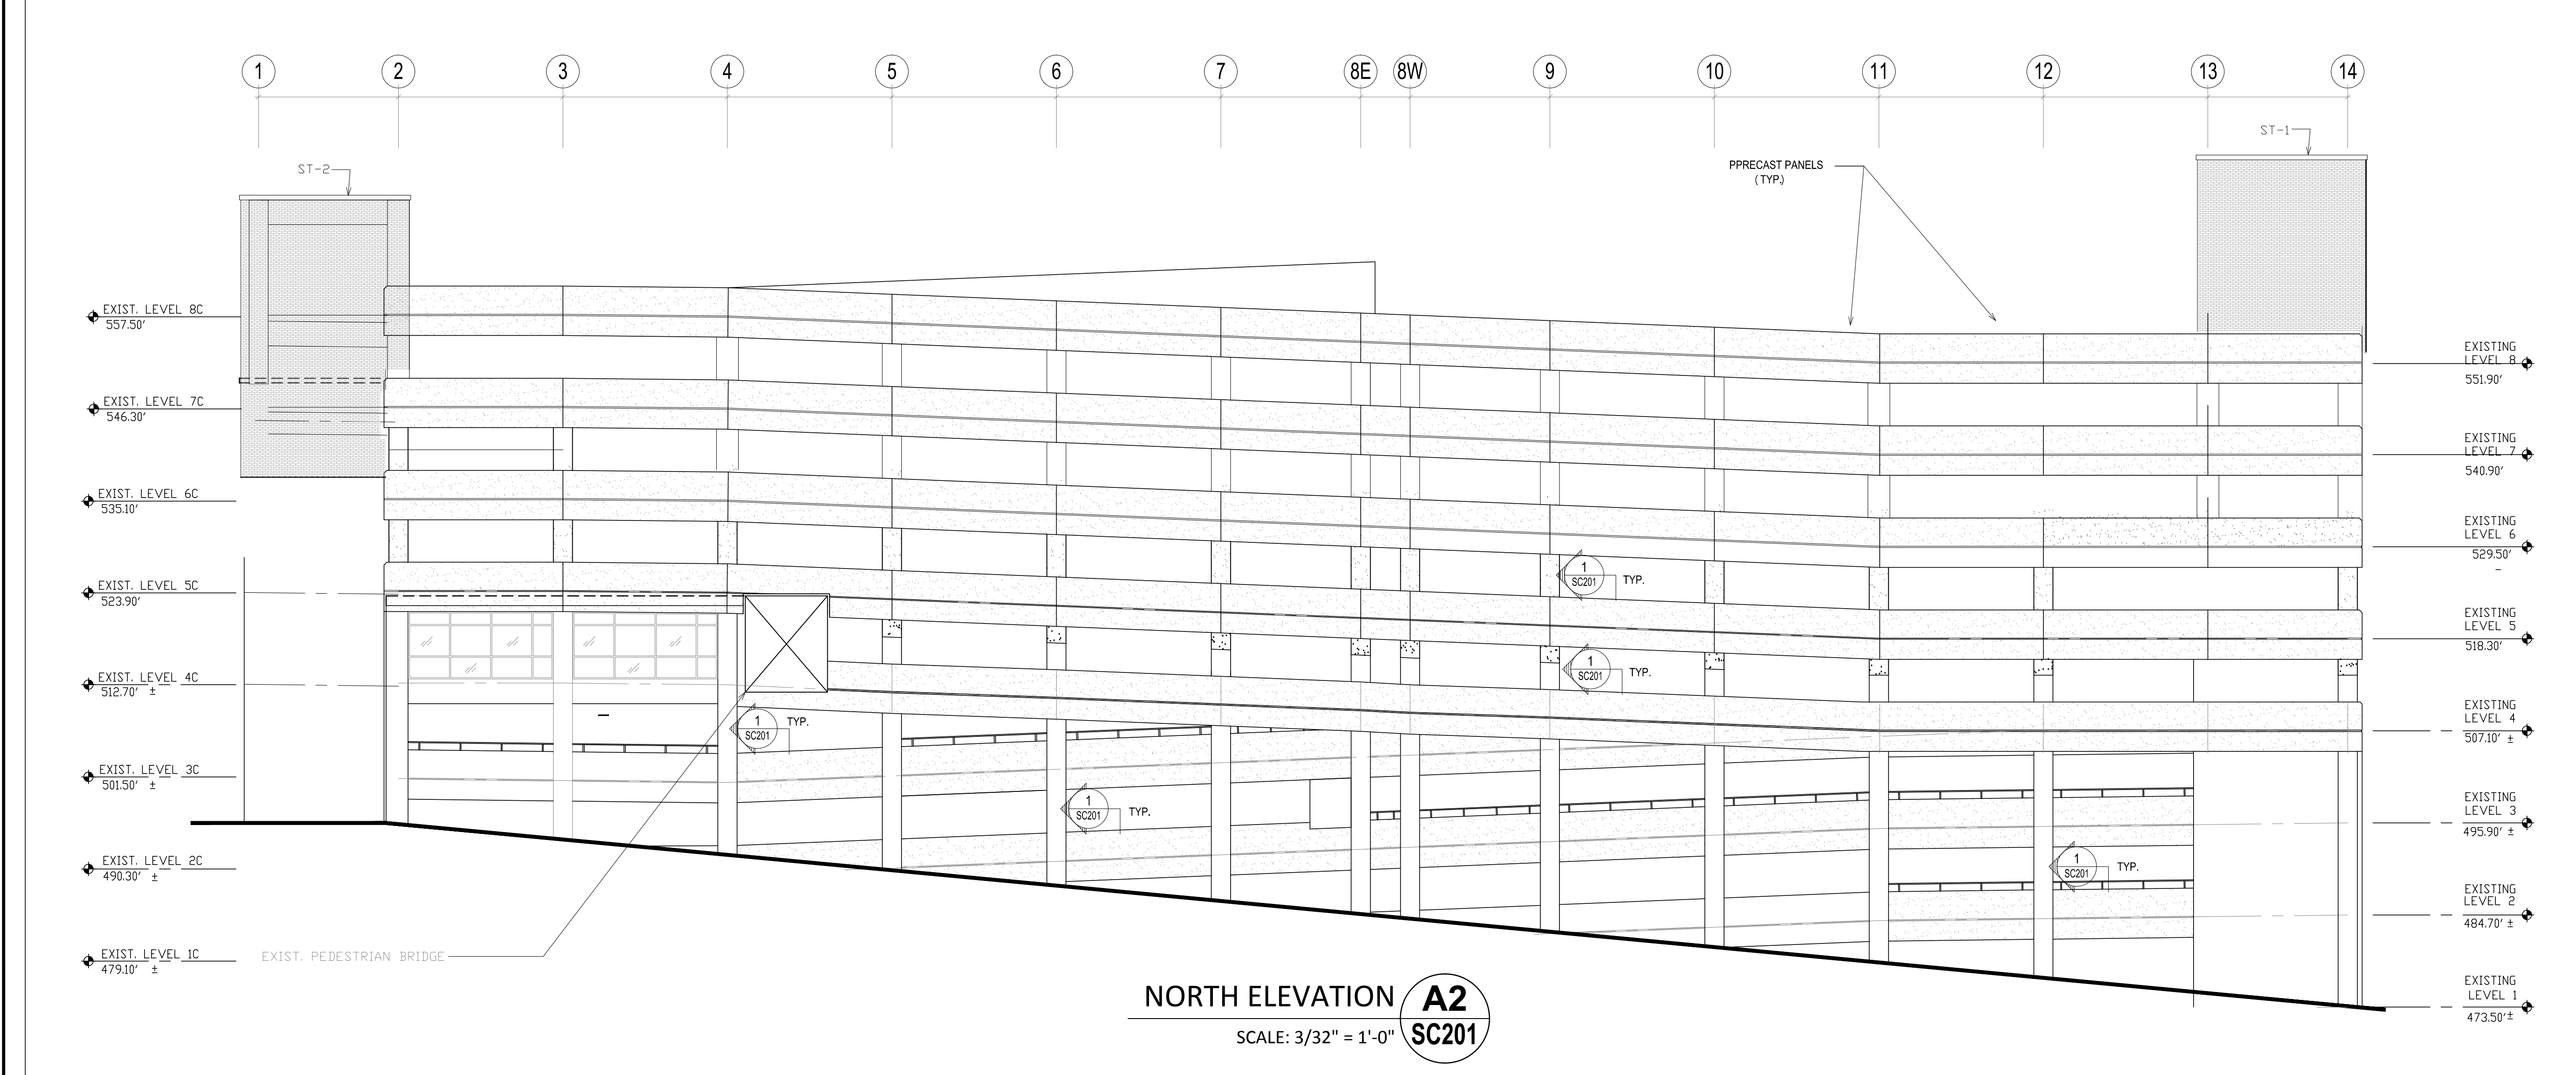 1 2 3 4 5 6 7 8E 8W 9 10 11 12 13 14
ST-1
ST-2
PPRECAST PANELS
( TYP.)
EXIST. LEVEL 8C
557.50'
EXIST. LEVEL 7C
546.30'
EXIST. LEVEL 6C
535.10'
EXIST. LEVEL 5C
523.90'
EXIST. LEVEL 4C
512.70' ±
EXIST. LEVEL 3C
501.50' ±
EXIST. LEVEL 2C
490.30' ±
EXIST. LEVEL 1C
479.10' ±
EXISTING
LEVEL 8
551.90'
EXISTING
LEVEL 7
540.90'
EXISTING
LEVEL 6
529.50'
EXISTING
LEVEL 5
518.30'
EXISTING
LEVEL 4
507.10' ±
EXISTING
LEVEL 3
495.90' ±
EXISTING
LEVEL 2
484.70' ±
EXISTING
LEVEL 1
473.50'±
1
SC201
TYP.
1
SC201
TYP.
1
SC201
TYP.
1
SC201
TYP.
1
SC201
TYP.
EXIST. PEDESTRIAN BRIDGE
NORTH ELEVATION
A2
SCALE: 3/32" = 1'-0"
SC201